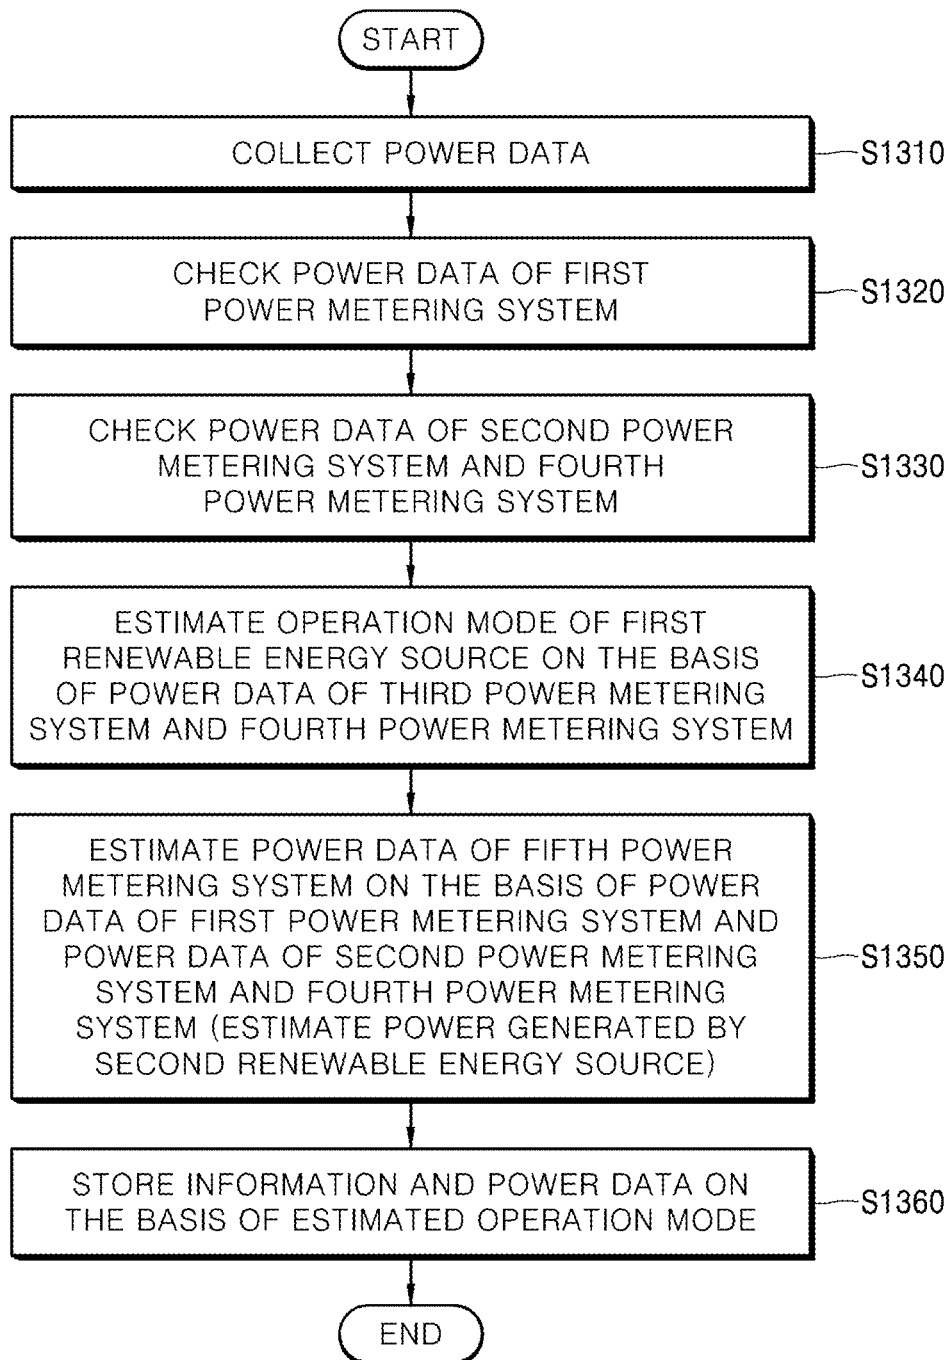 START
COLLECT POWER DATA
S1310
CHECK POWER DATA OF FIRST
POWER METERING SYSTEM
S1320
CHECK POWER DATA OF SECOND POWER
METERING SYSTEM AND FOURTH
POWER METERING SYSTEM
S1330
ESTIMATE OPERATION MODE OF FIRST
RENEWABLE ENERGY SOURCE ON THE BASIS
OF POWER DATA OF THIRD POWER METERING
SYSTEM AND FOURTH POWER METERING SYSTEM
S1340
ESTIMATE POWER DATA OF FIFTH POWER
METERING SYSTEM ON THE BASIS OF POWER
DATA OF FIRST POWER METERING SYSTEM AND
POWER DATA OF SECOND POWER METERING
SYSTEM AND FOURTH POWER METERING
SYSTEM (ESTIMATE POWER GENERATED BY
SECOND RENEWABLE ENERGY SOURCE)
S1350
STORE INFORMATION AND POWER DATA ON
THE BASIS OF ESTIMATED OPERATION MODE
S1360
END